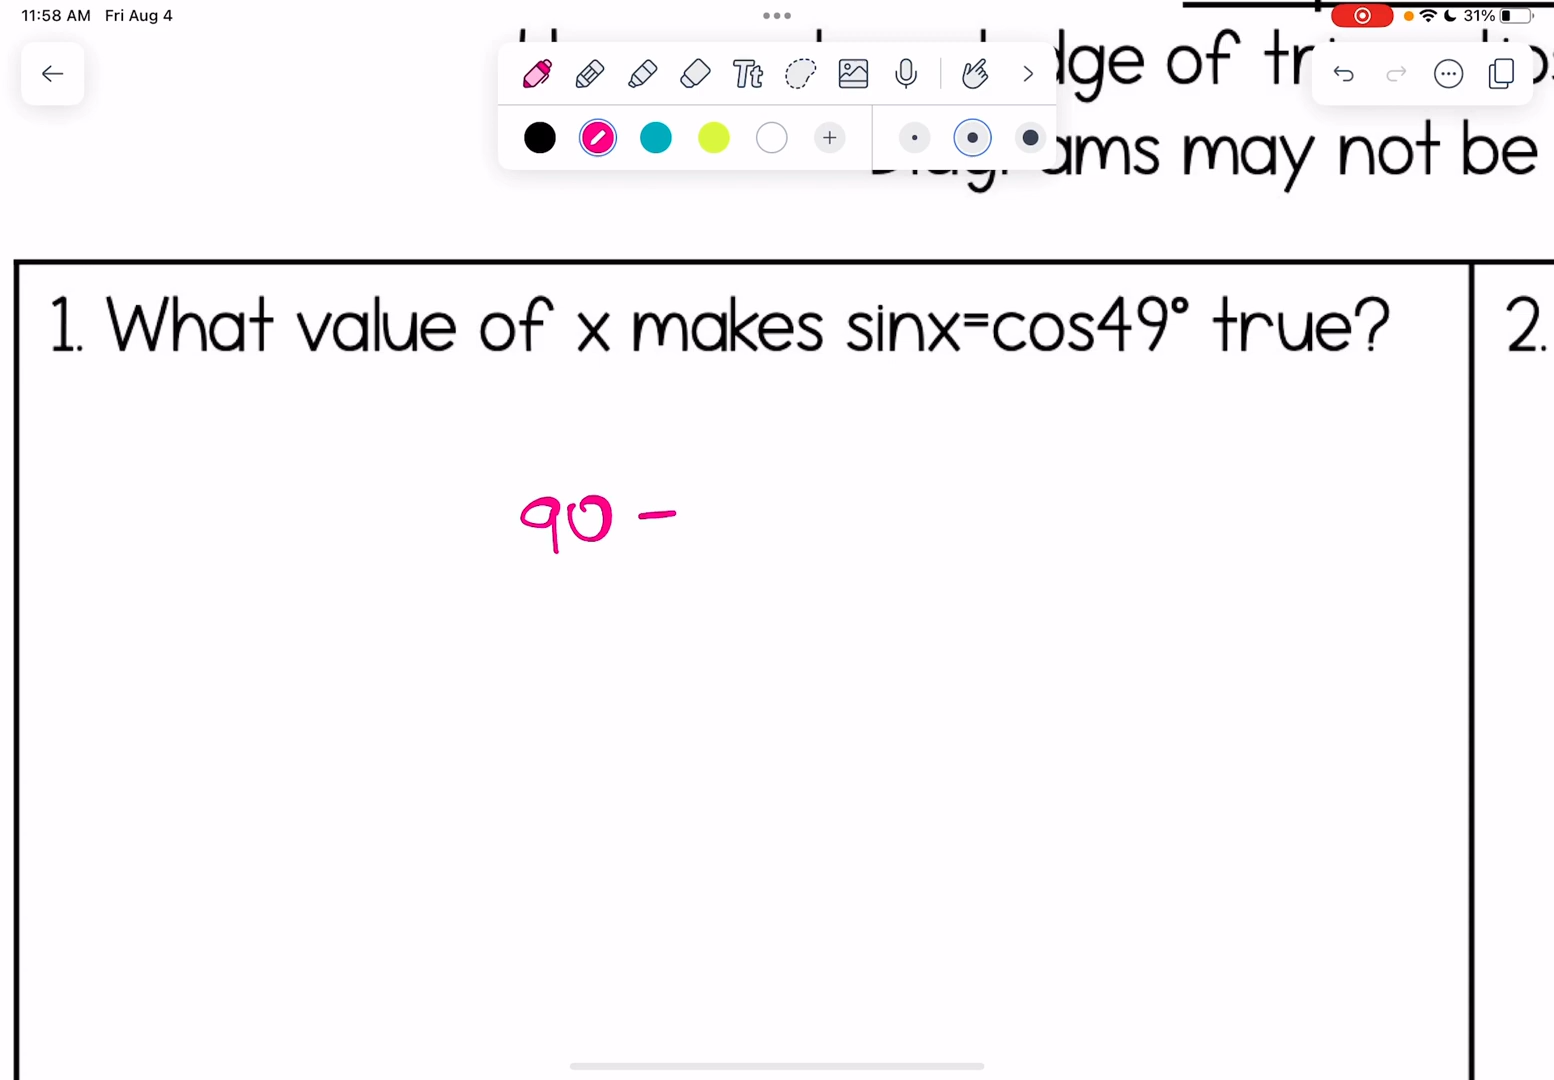 11:58 AM Fri Aug 4
31%
dge of tr
Tt
ams may not be
1. What value of x makes sinx=cos49° true?
2.
90 -